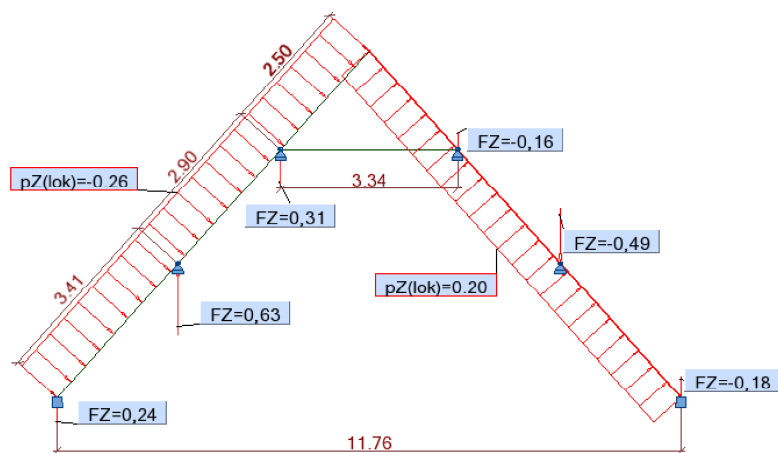 2.50
FZ=-0,16
2.90
pZ(lok)=-0.26
3.34
FZ=0,31
FZ=-0,49
3.41
pZ(lok)=0.20
FZ=0,63
FZ=-0,18
FZ=0,24
11.76